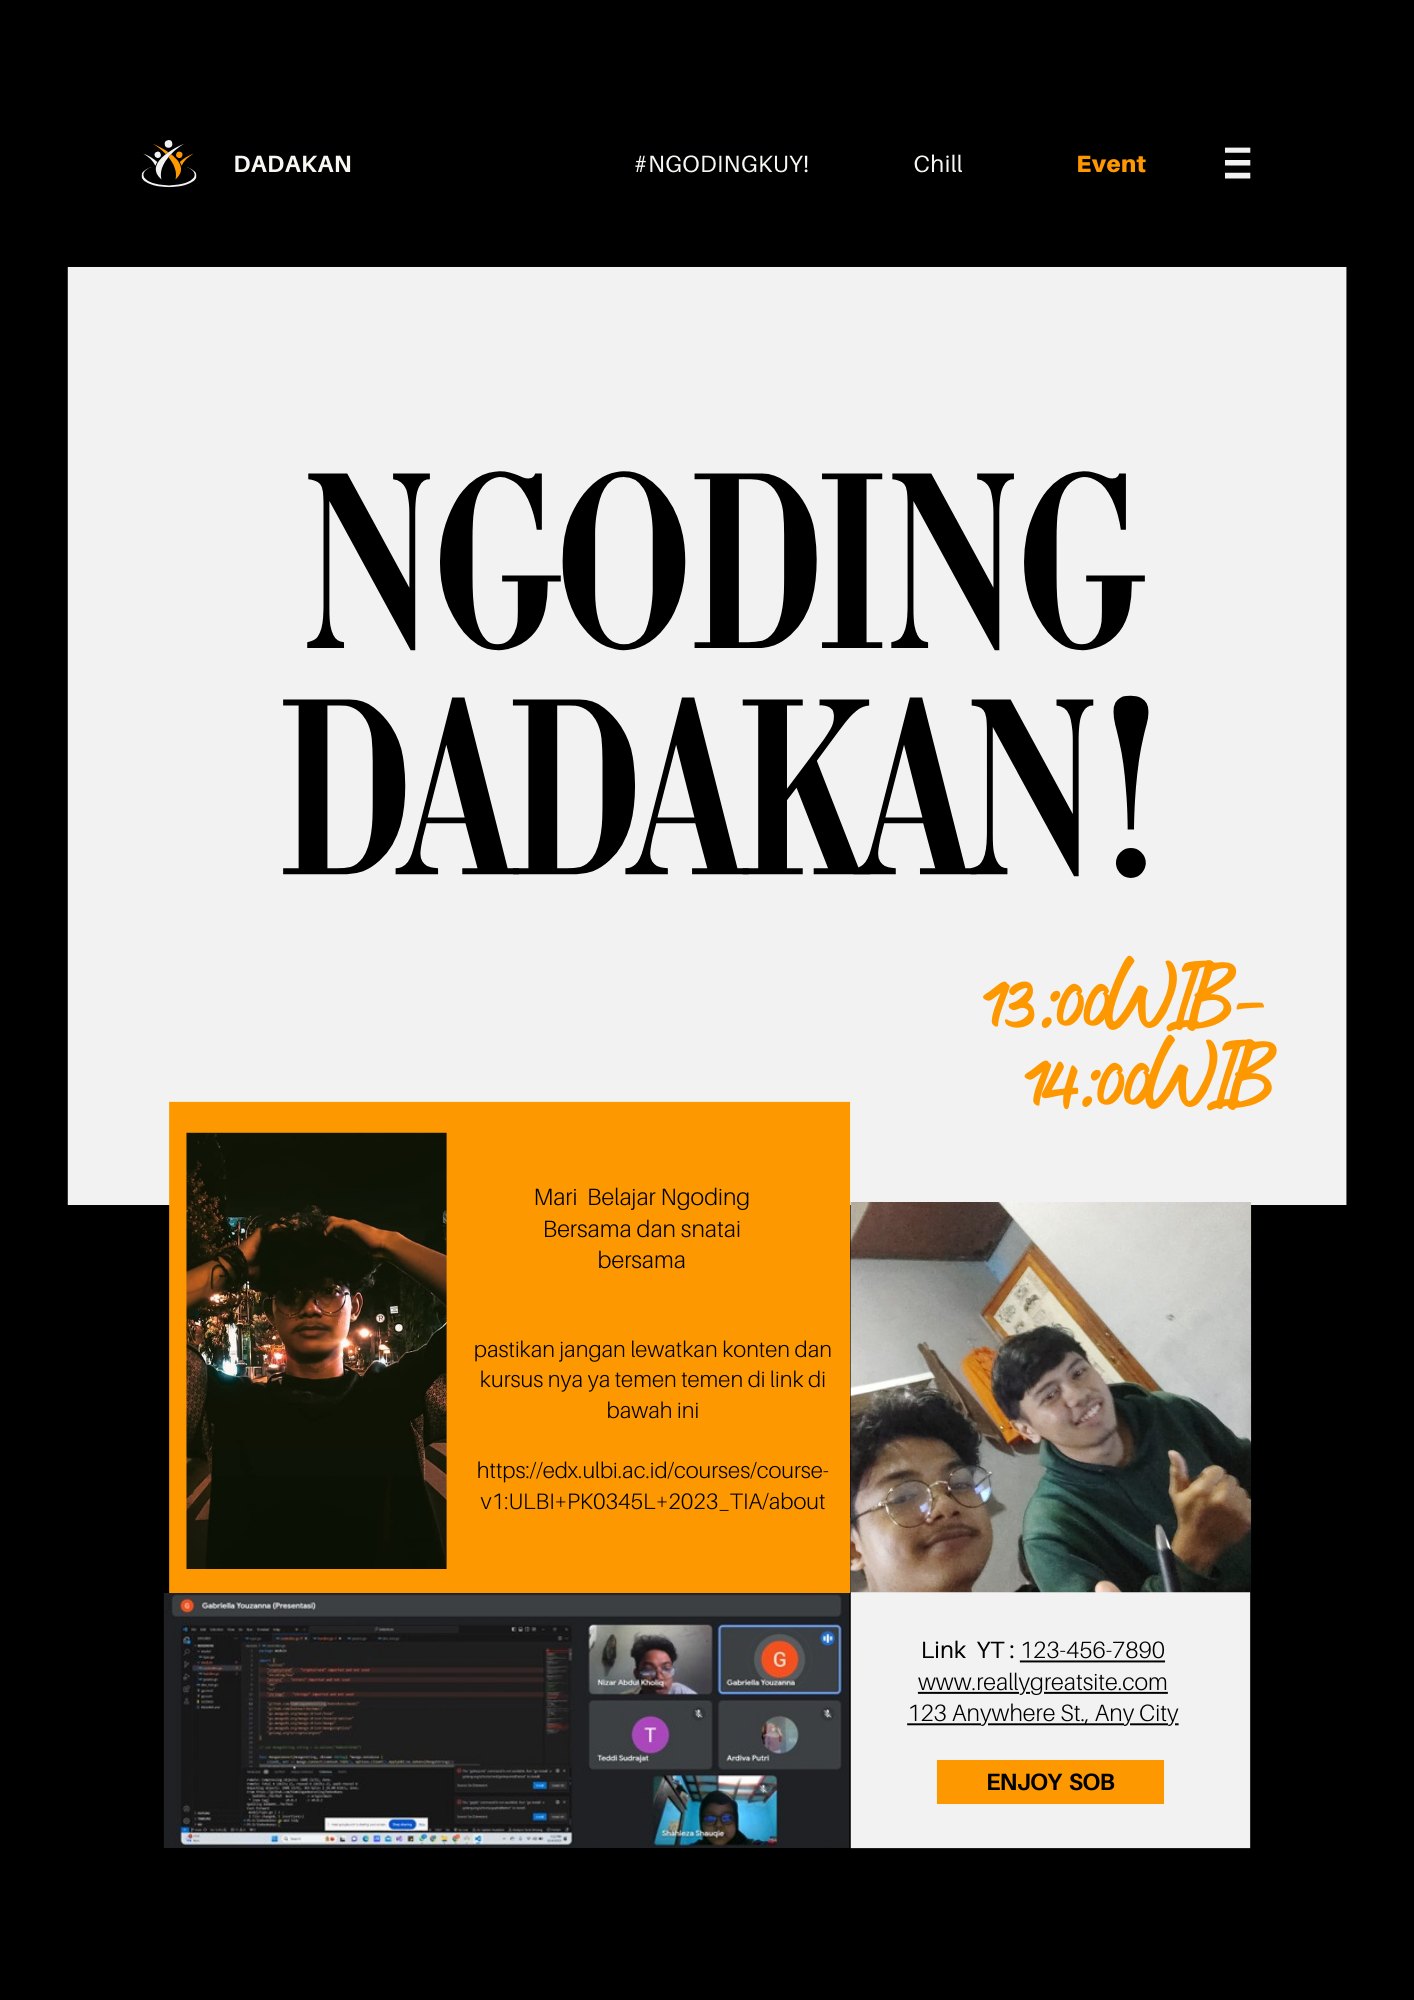 DADAKAN
#NGODINGKUY!
Chill
Event
NGODING
DADAKAN!
13:00WIB-
14:00WIB
Mari Belajar Ngoding
Bersama dan snatai
bersama
pastikan jangan lewatkan konten dan
kursus nya ya temen temen di link di
bawah ini
https://edx.ulbi.ac.id/courses/course-
v1:ULBI+PK0345L+2023_TIA/about
Gabriella Youzanna (Presentasi)
G
Nizar Abdul Kholiq
G
Gabriella Youzanna
T
Teddi Sudrajat
Ardiva Putri
Shanieza Shauqie
Link YT : 123-456-7890
www.reallygreatsite.com
123 Anywhere St., Any City
ENJOY SOB